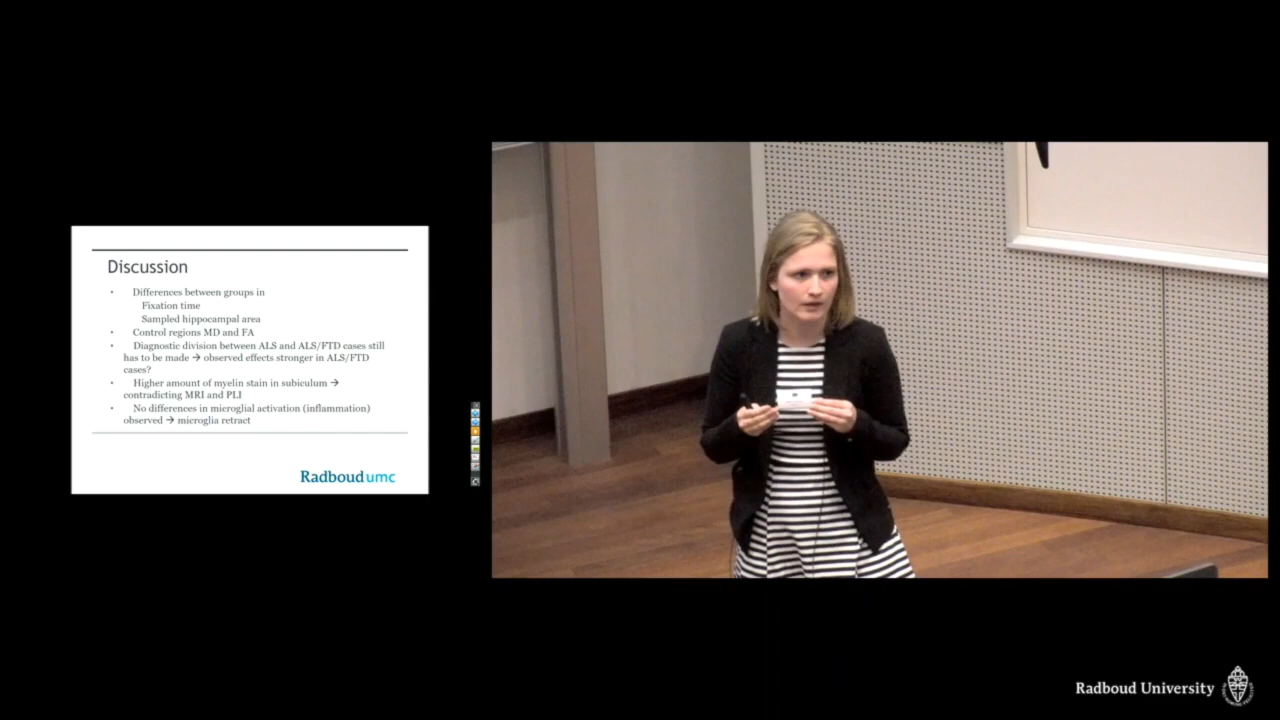 Discussion
• Differences between groups in
Fixation time
Sampled hippocampal area
• Control regions MD and FA
• Diagnostic division between ALS and ALS/FTD cases still
has to be made → observed effects stronger in ALS/FTD
cases?
• Higher amount of myelin stain in subiculum →
contradicting MRI and PLI
• No differences in microglial activation (inflammation)
observed → microglia retract
Radboudumc
Radboud University